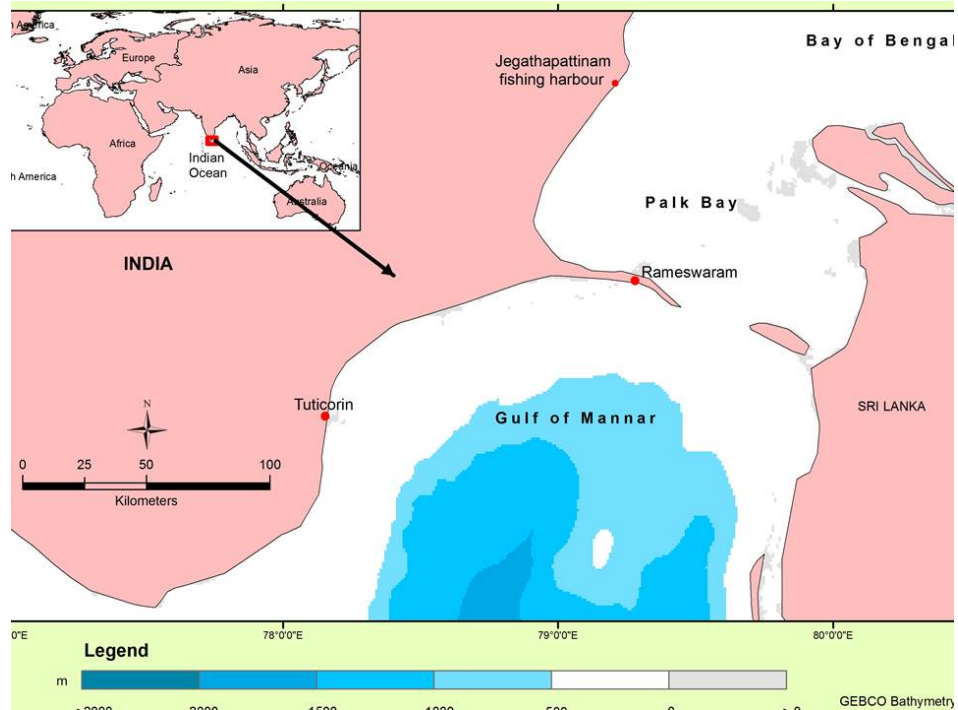 Europe
Asia
Africa
Indian
Ocean
Oceania
Australia
Bay of Bengal
Jegathapattinam
fishing harbour
Palk Bay
INDIA
Rameswaram
Tuticorin
Gulf of Mannar
SRI LANKA
N
0 25 50 100
Kilometers
78°0'0"E 79°0'0"E 80°0'0"E
Legend
m
GEBCO Bathymetry